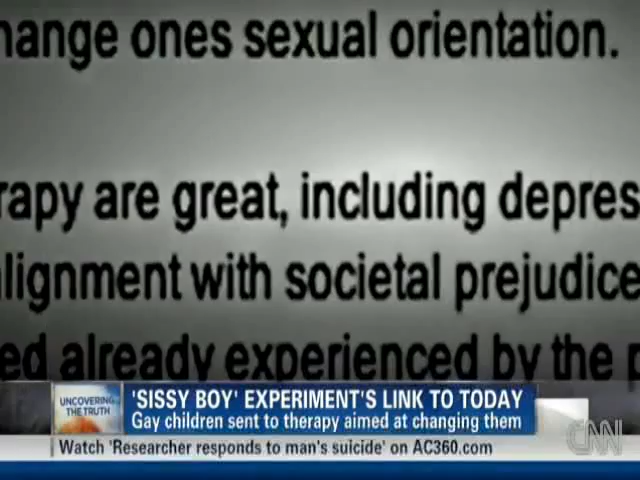 hange ones sexual orientation.
rapy are great, including depres
lignment with societal prejudice
ed already experienced by the p
UNCOVERING
THE TRUTH
'SISSY BOY' EXPERIMENT'S LINK TO TODAY
Gay children sent to therapy aimed at changing them
CNN
Watch 'Researcher responds to man's suicide' on AC360.com